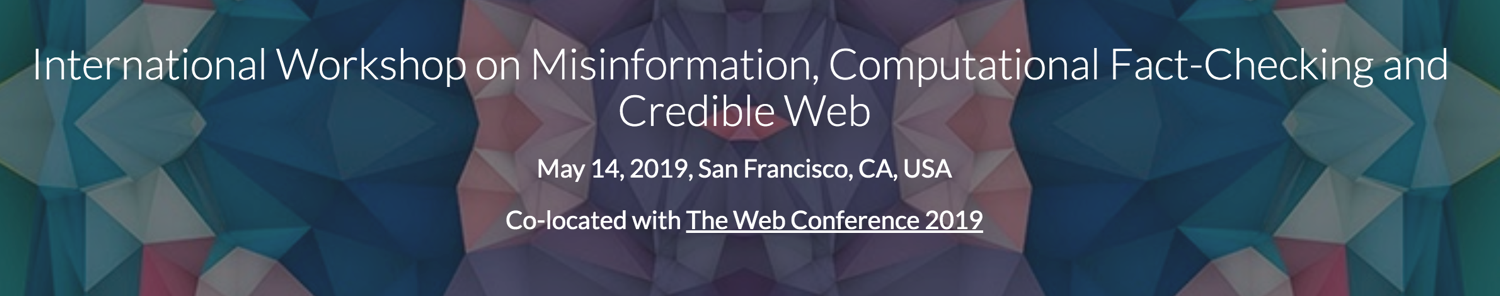 International Workshop on Misinformation, Computational Fact-Checking and
Credible Web
May 14, 2019, San Francisco, CA, USA
Co-located with The Web Conference 2019